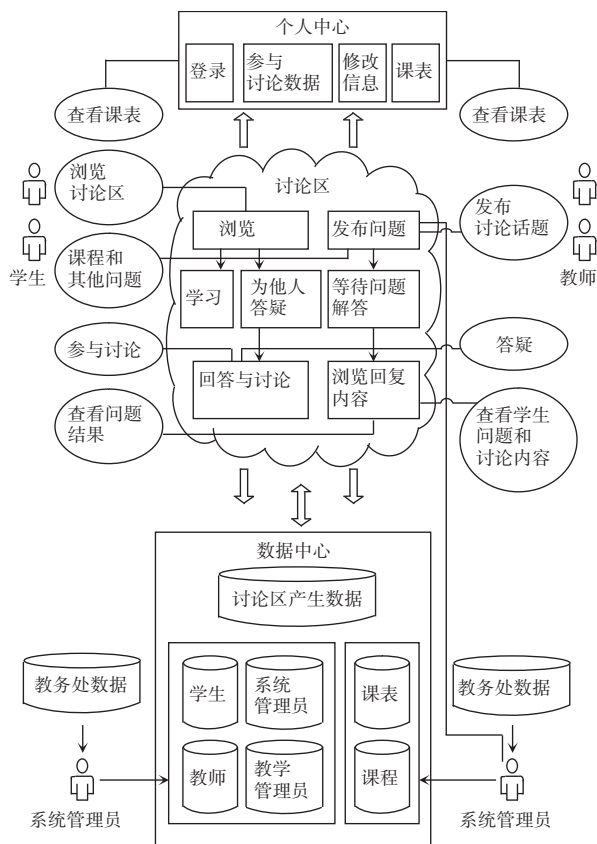 个人中心
登录
参与
讨论数据
修改
信息
课表
查看课表
查看课表
讨论区
浏览
讨论区
浏览
发布问题
发布
讨论话题
学生
教师
课程和
其他问题
学习
为他人
答疑
等待问题
解答
参与讨论
答疑
回答与讨论
浏览回复
内容
查看问题
结果
查看学生
问题和
讨论内容
数据中心
讨论区产生数据
教务处数据
学生
系统
管理员
课表
教务处数据
教师
教学
管理员
课程
系统管理员
系统管理员